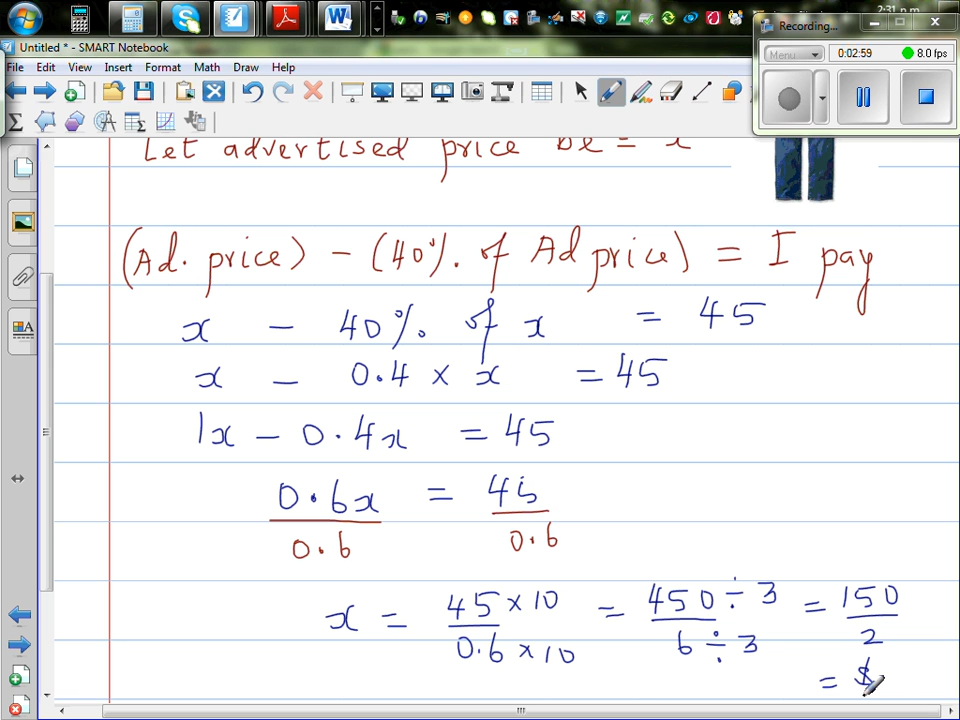 2:31 p.m.
Untitled * - SMART Notebook
Recording...
File Edit View Insert Format Math Draw Help
Menu
0:02:59
8.0 fps
Let advertised price be = x
(Ad. price) - (40% of Ad price) = I pay
x - 40% of x = 45
x - 0.4 × x = 45
1x - 0.4x = 45
0.6x = 45
0.6 0.6
x = 45 × 10 = 450 ÷ 3 = 150
0.6 × 10 6 ÷ 3 2
= $